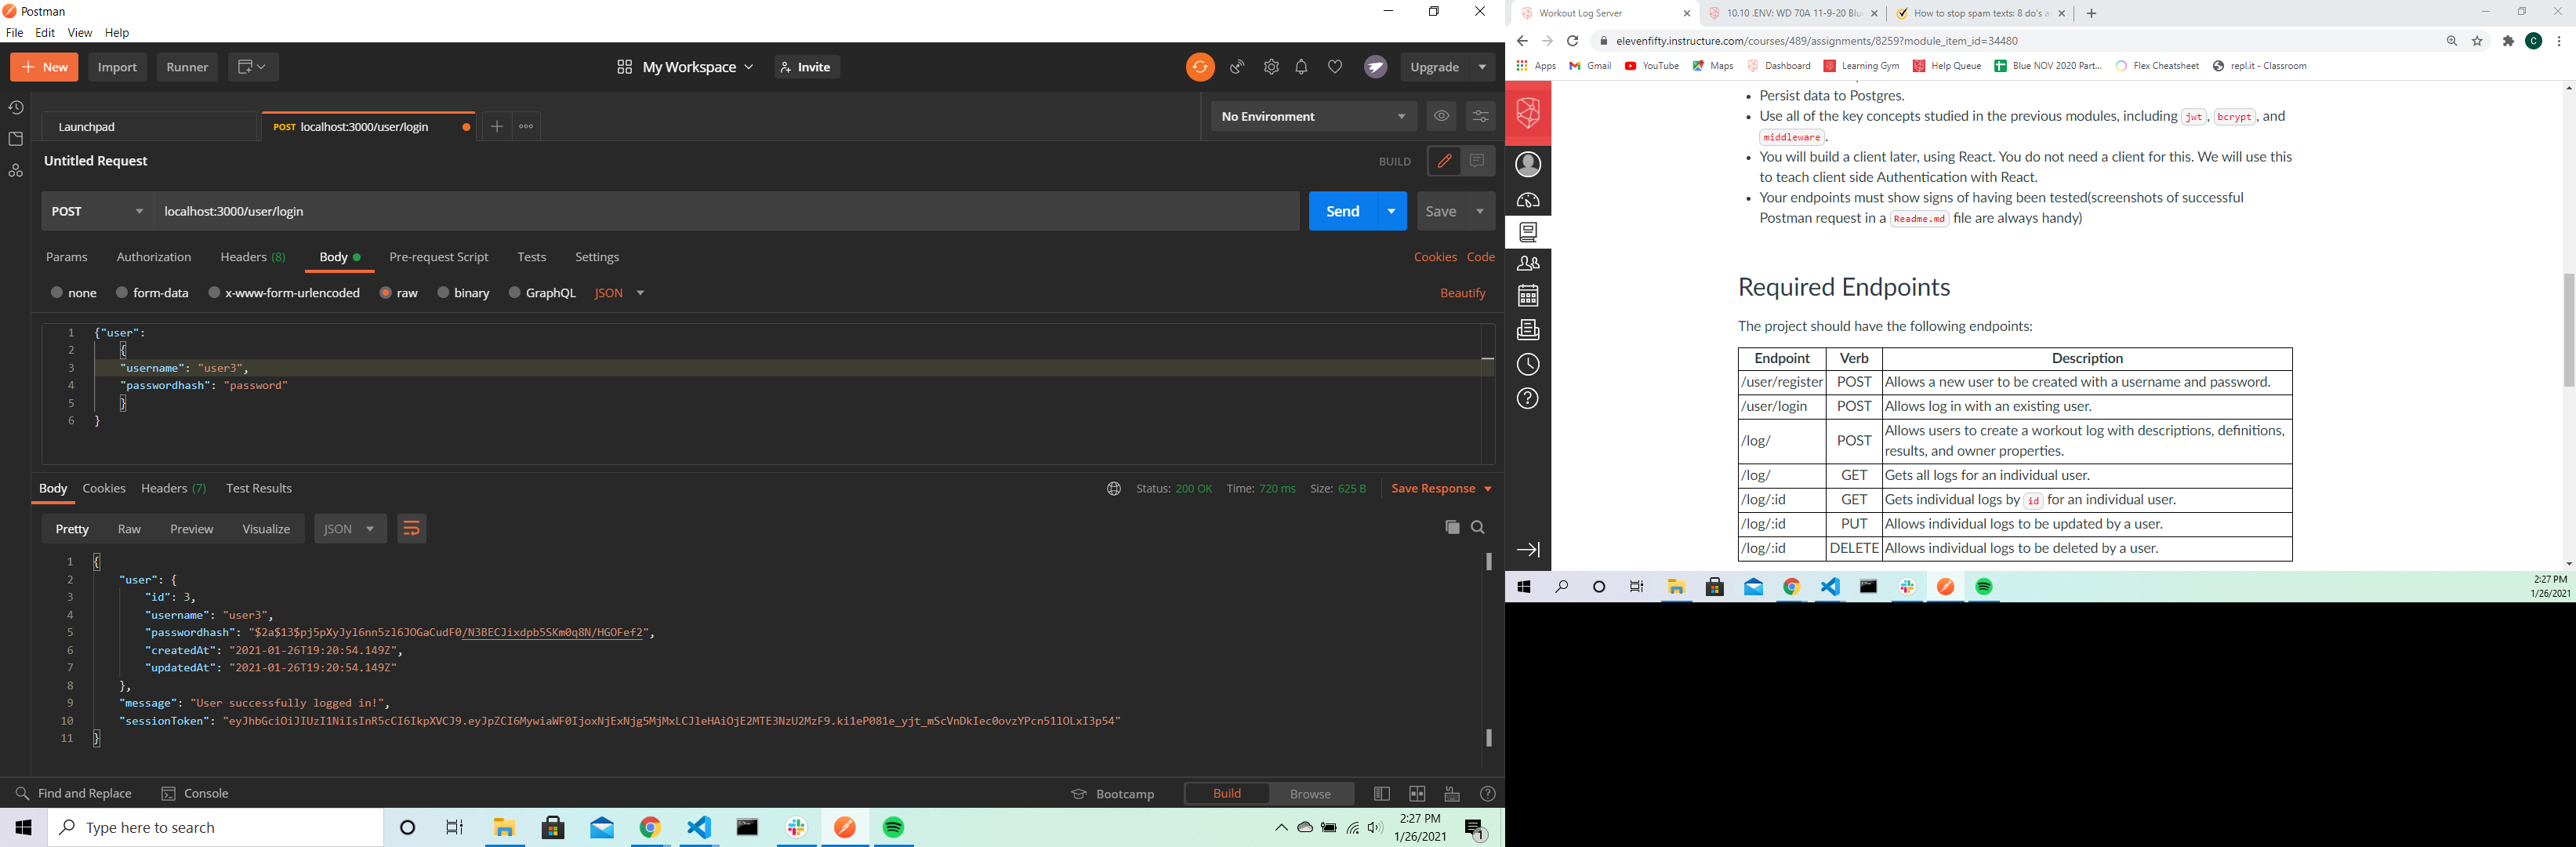 Postman
File Edit View Help
+ New Import Runner My Workspace Invite Upgrade
Launchpad POST localhost:3000/user/login No Environment
Untitled Request BUILD
POST localhost:3000/user/login Send Save
Params Authorization Headers (8) Body Pre-request Script Tests Settings Cookies Code
none form-data x-www-form-urlencoded raw binary GraphQL JSON Beautify
1 {"user":
2 {
3 "username": "user3",
4 "passwordhash": "password"
5 }
6 }
Body Cookies Headers (7) Test Results Status: 200 OK Time: 720 ms Size: 625 B Save Response
Pretty Raw Preview Visualize JSON
1 {
2 "user": {
3 "id": 3,
4 "username": "user3",
5 "passwordhash": "$2a$13$pj5pXyJyl6nn5zl6JOGaCudF0/N3BECJixdpb5SKm0q8N/HGOFef2",
6 "createdAt": "2021-01-26T19:20:54.149Z",
7 "updatedAt": "2021-01-26T19:20:54.149Z"
8 },
9 "message": "User successfully logged in!",
10 "sessionToken": "eyJhbGciOiJIUzI1NiIsInR5cCI6IkpXVCJ9.eyJpZCI6MywiaWF0IjoxNjExNjg5MjMxLCJleHAiOjE2MTE3NzU2MzF9.ki1eP081e_yjt_mScVnDkIec0ovzYPcn51lOLxI3p54"
11 }
Find and Replace Console Bootcamp Build Browse
Type here to search
2:27 PM
1/26/2021
1
Workout Log Server 10.10 .ENV: WD 70A 11-9-20 Blu How to stop spam texts: 8 do's a
elevenfifty.instructure.com/courses/489/assignments/8259?module_item_id=34480 C
Apps Gmail YouTube Maps Dashboard Learning Gym Help Queue Blue NOV 2020 Part... Flex Cheatsheet repl.it - Classroom
• Persist data to Postgres.
• Use all of the key concepts studied in the previous modules, including jwt, bcrypt, and
middleware.
• You will build a client later, using React. You do not need a client for this. We will use this
to teach client side Authentication with React.
• Your endpoints must show signs of having been tested(screenshots of successful
Postman request in a Readme.md file are always handy)
Required Endpoints
The project should have the following endpoints:
Endpoint Verb Description
/user/register POST Allows a new user to be created with a username and password.
/user/login POST Allows log in with an existing user.
/log/ POST Allows users to create a workout log with descriptions, definitions,
results, and owner properties.
/log/ GET Gets all logs for an individual user.
/log/:id GET Gets individual logs by id for an individual user.
/log/:id PUT Allows individual logs to be updated by a user.
/log/:id DELETE Allows individual logs to be deleted by a user.
2:27 PM
1/26/2021